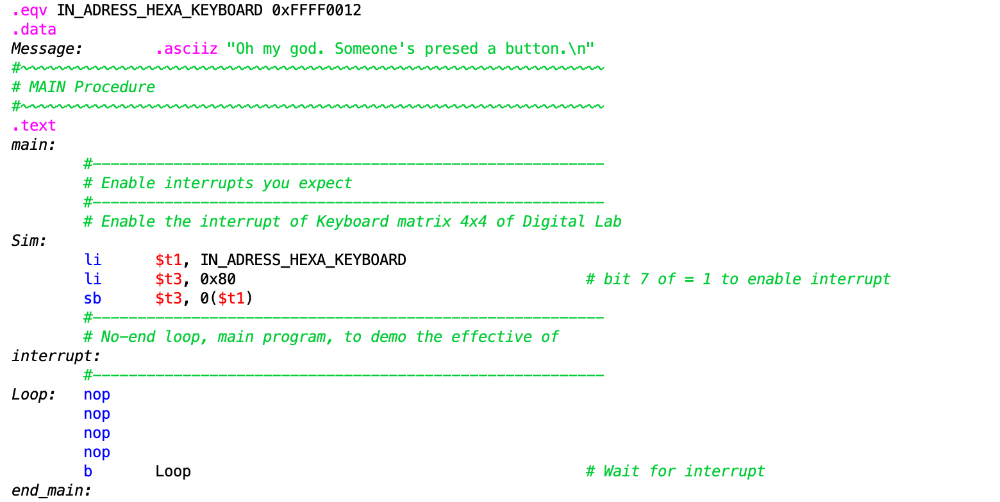 .eqv IN_ADRESS_HEXA_KEYBOARD 0xFFFF0012
.data
Message: .asciiz "Oh my god. Someone's presed a button.\n"
#~~~~~~~~~~~~~~~~~~~~~~~~~~~~~~~~~~~~~~~~~~~~~~~~~~~~~~~~~~~~~~~~~
# MAIN Procedure
#~~~~~~~~~~~~~~~~~~~~~~~~~~~~~~~~~~~~~~~~~~~~~~~~~~~~~~~~~~~~~~~~~
.text
main:
#---------------------------------------------------------
# Enable interrupts you expect
#---------------------------------------------------------
# Enable the interrupt of Keyboard matrix 4x4 of Digital Lab
Sim:
li $t1, IN_ADRESS_HEXA_KEYBOARD
li $t3, 0x80 # bit 7 of = 1 to enable interrupt
sb $t3, 0($t1)
#---------------------------------------------------------
# No-end loop, main program, to demo the effective of
interrupt:
#---------------------------------------------------------
Loop: nop
nop
nop
nop
b Loop # Wait for interrupt
end_main: